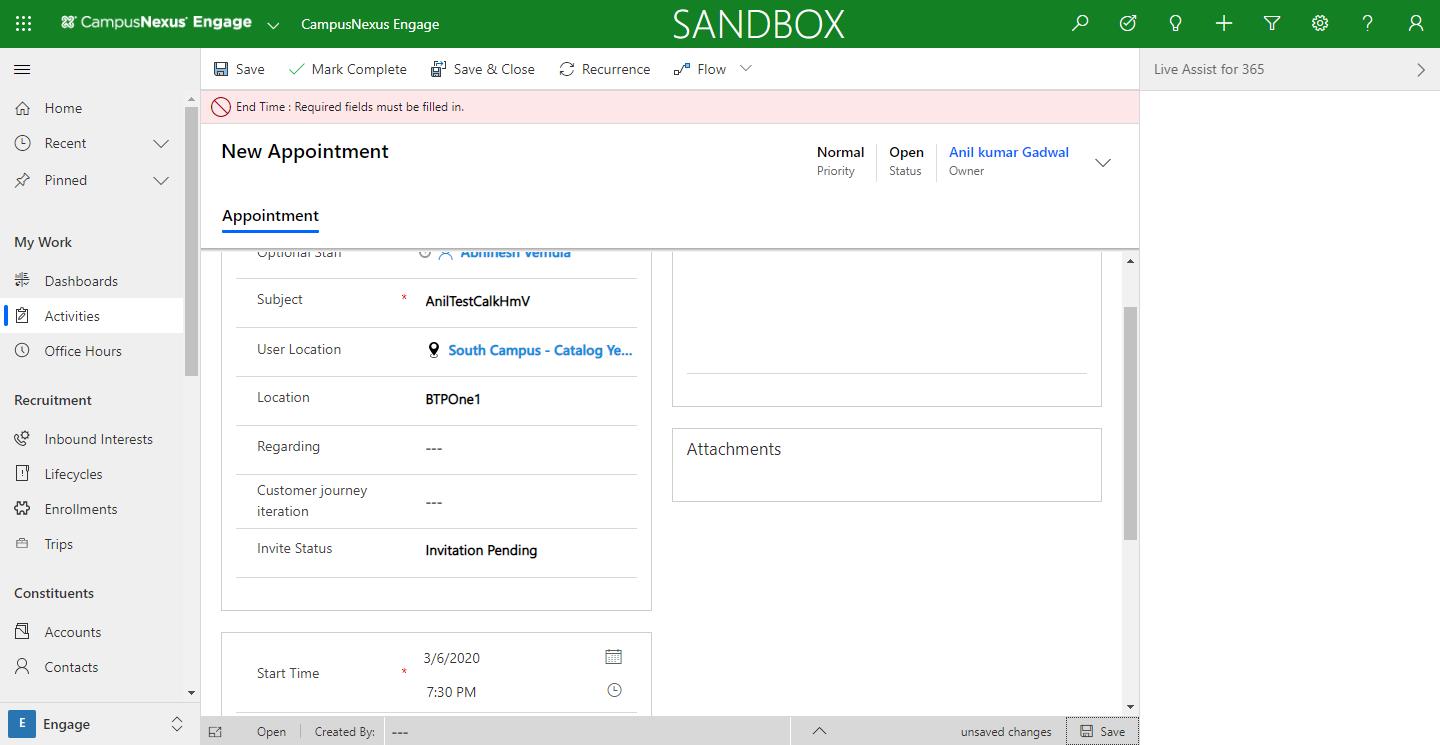 CampusNexus® Engage
CampusNexus Engage
SANDBOX
Save
Mark Complete
Save & Close
Recurrence
Flow
Live Assist for 365
Home
Recent
Pinned
My Work
Dashboards
Activities
Office Hours
Recruitment
Inbound Interests
Lifecycles
Enrollments
Trips
Constituents
Accounts
Contacts
E Engage
End Time : Required fields must be filled in.
New Appointment
Normal
Priority
Open
Status
Anil kumar Gadwal
Owner
Appointment
Optional Staff
Abhinesh Vemula
Subject * AnilTestCalkHmV
User Location South Campus - Catalog Ye...
Location BTPOne1
Regarding ---
Customer journey
iteration ---
Invite Status Invitation Pending
Attachments
Start Time *
3/6/2020
7:30 PM
Open
Created By: ---
unsaved changes
Save